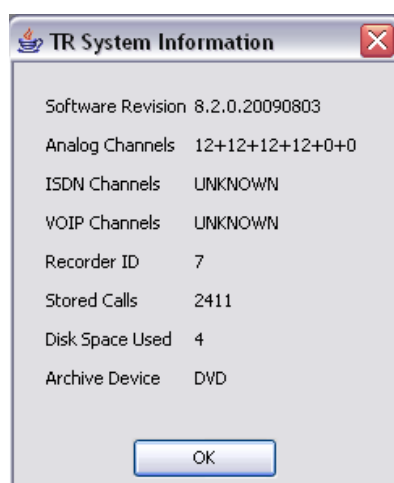 TR System Information
Software Revision 8.2.0.20090803
Analog Channels 12+12+12+12+0+0
ISDN Channels UNKNOWN
VOIP Channels UNKNOWN
Recorder ID 7
Stored Calls 2411
Disk Space Used 4
Archive Device DVD
OK